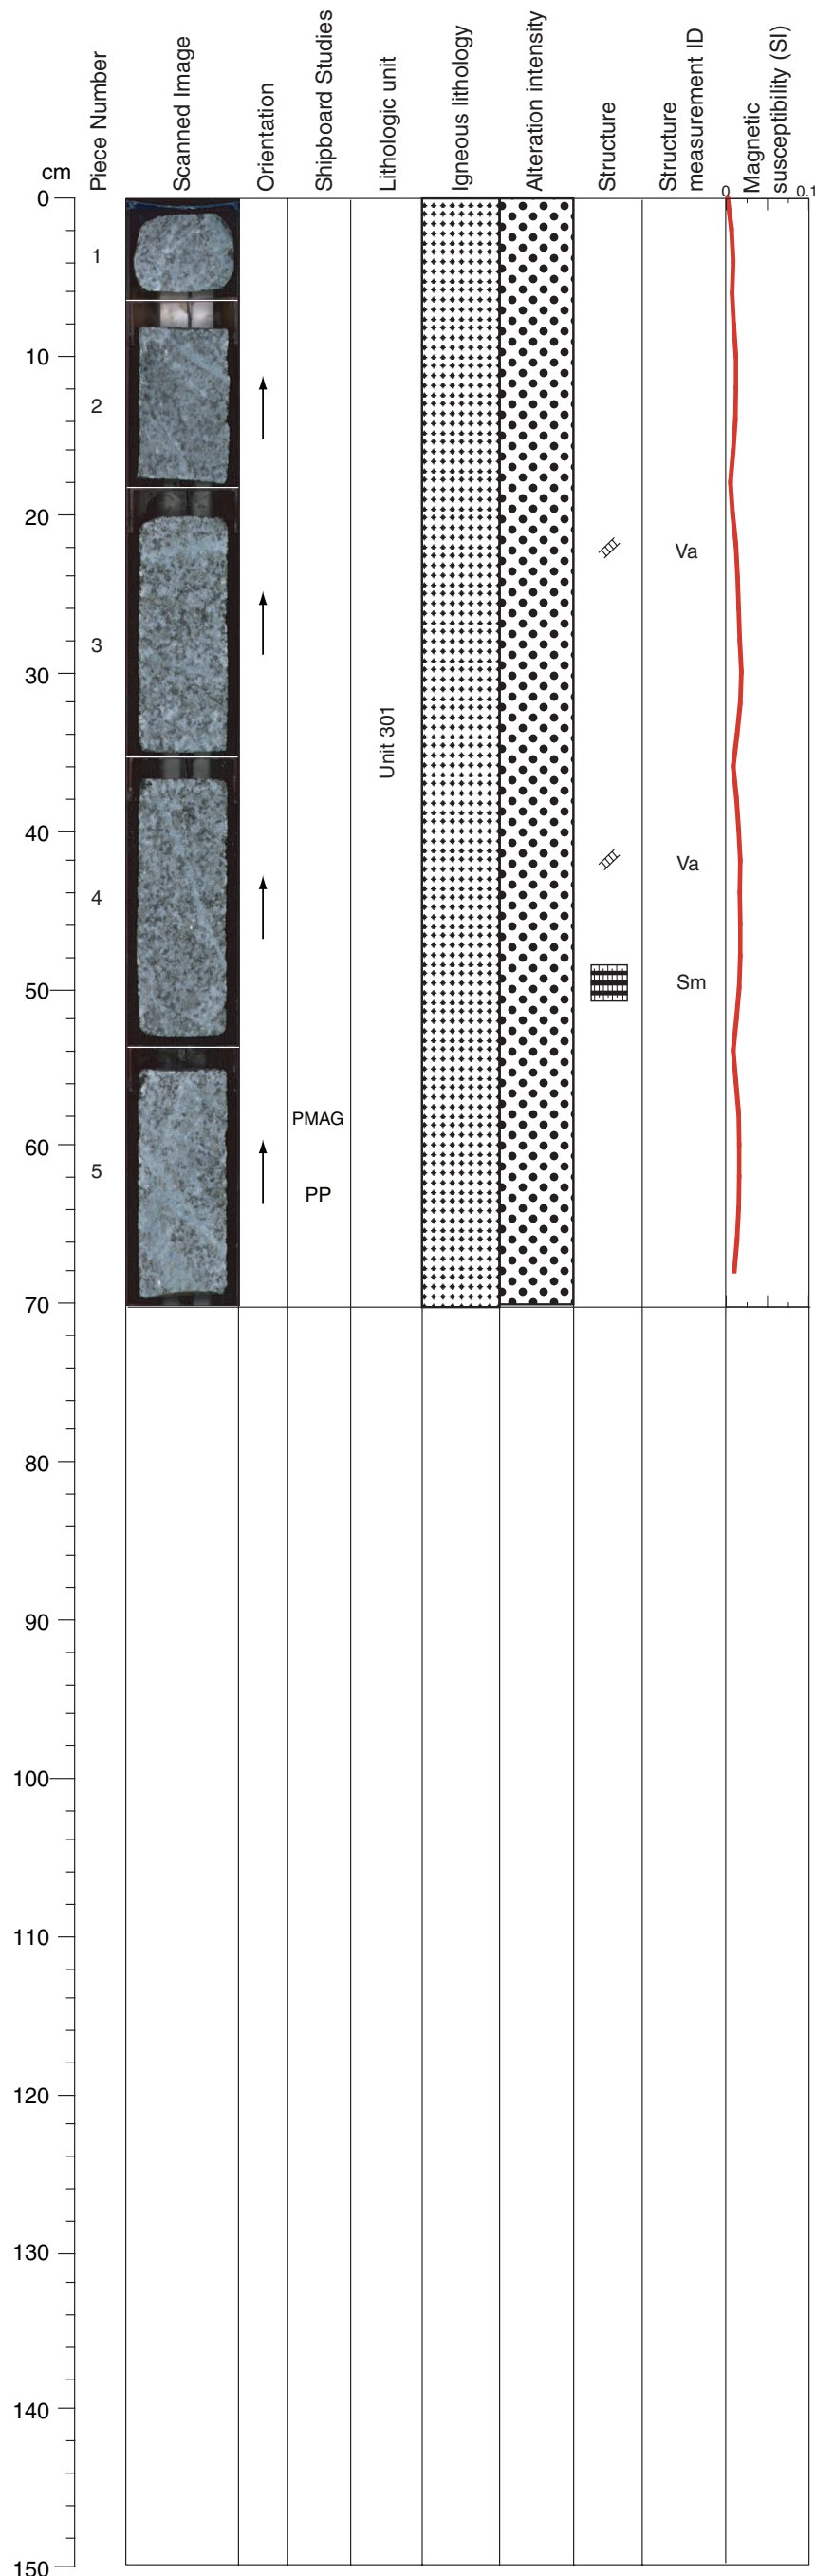 cm
Piece Number
Scanned Image
Orientation
Shipboard Studies
Lithologic unit
Igneous lithology
Alteration intensity
Structure
Structure
measurement ID
Magnetic
susceptibility (SI)
0
0.1
0
1
10
2
20
Va
3
30
Unit 301
40
Va
4
50
Sm
PMAG
60
5
PP
70
80
90
100
110
120
130
140
150